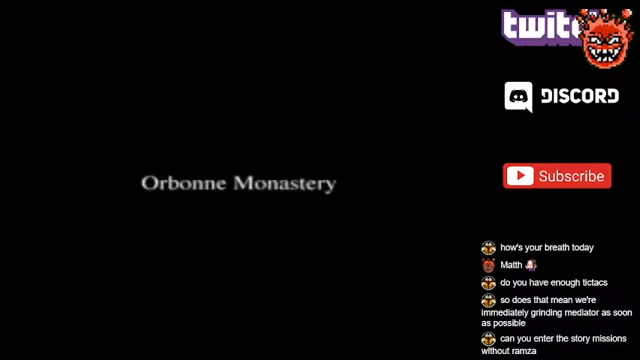 twitc
DISCORD
Orbonne Monastery
Subscribe
how's your breath today
Matth
do you have enough tictacs
so does that mean we're
immediately grinding mediator as soon
as possible
can you enter the story missions
without ramza